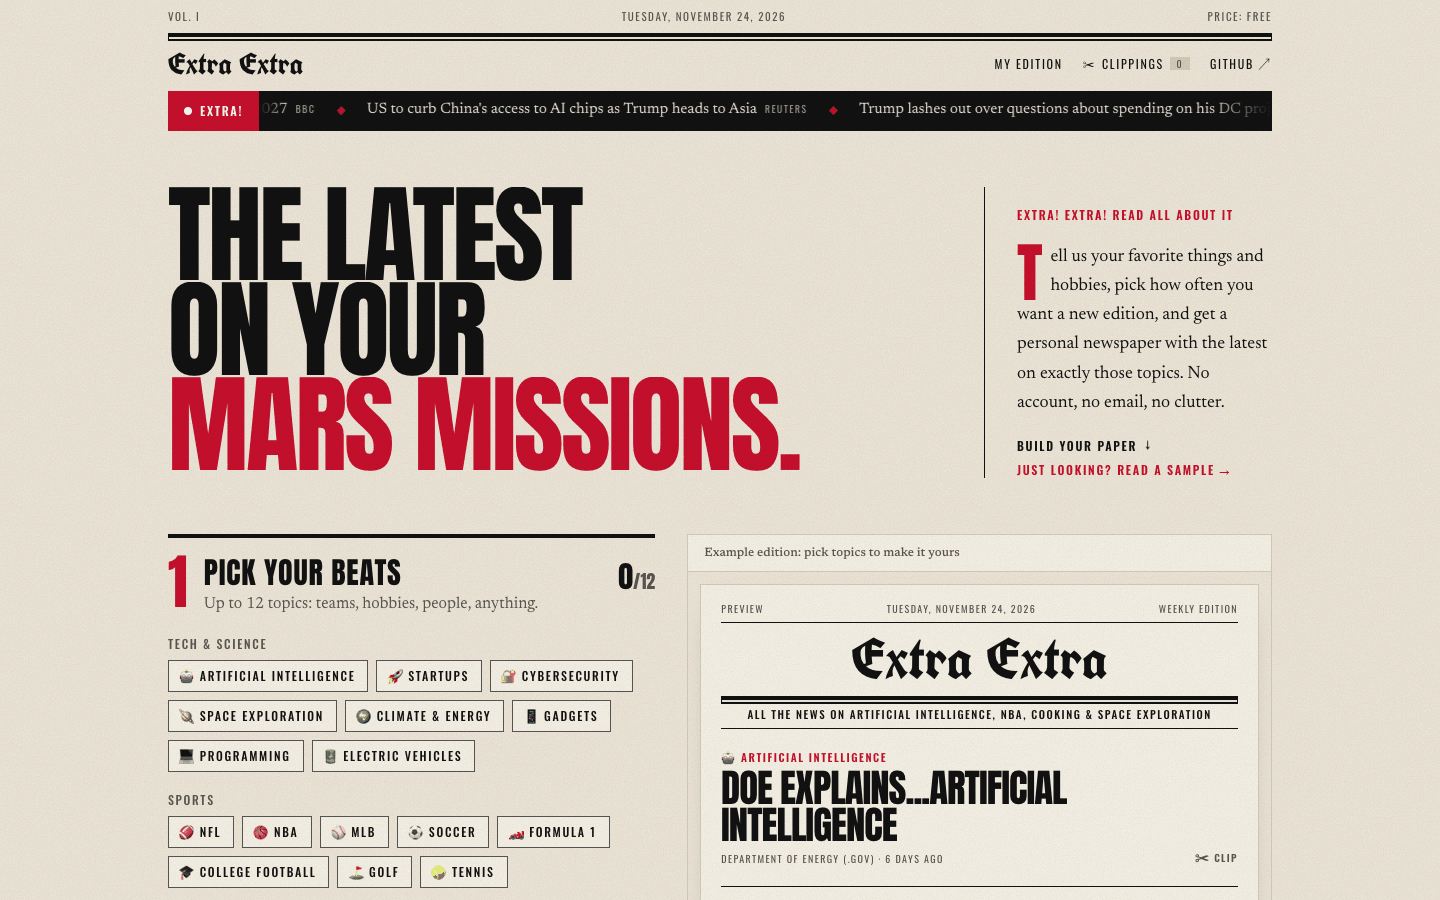 VOL. I
TUESDAY, NOVEMBER 24, 2026
PRICE: FREE
Extra Extra
MY EDITION
CLIPPINGS 0
GITHUB ↗
EXTRA!
027 BBC ◆ US to curb China's access to AI chips as Trump heads to Asia REUTERS ◆ Trump lashes out over questions about spending on his DC
THE LATEST
ON YOUR
MARS MISSIONS.
EXTRA! EXTRA! READ ALL ABOUT IT
Tell us your favorite things and
hobbies, pick how often you
want a new edition, and get a
personal newspaper with the latest
on exactly those topics. No
account, no email, no clutter.
BUILD YOUR PAPER ↓
JUST LOOKING? READ A SAMPLE →
1 PICK YOUR BEATS 0/12
Up to 12 topics: teams, hobbies, people, anything.
TECH & SCIENCE
ARTIFICIAL INTELLIGENCE
STARTUPS
CYBERSECURITY
SPACE EXPLORATION
CLIMATE & ENERGY
GADGETS
PROGRAMMING
ELECTRIC VEHICLES
SPORTS
NFL
NBA
MLB
SOCCER
FORMULA 1
COLLEGE FOOTBALL
GOLF
TENNIS
Example edition: pick topics to make it yours
PREVIEW
TUESDAY, NOVEMBER 24, 2026
WEEKLY EDITION
Extra Extra
ALL THE NEWS ON ARTIFICIAL INTELLIGENCE, NBA, COOKING & SPACE EXPLORATION
ARTIFICIAL INTELLIGENCE
DOE EXPLAINS...ARTIFICIAL
INTELLIGENCE
DEPARTMENT OF ENERGY (.GOV) · 6 DAYS AGO
CLIP